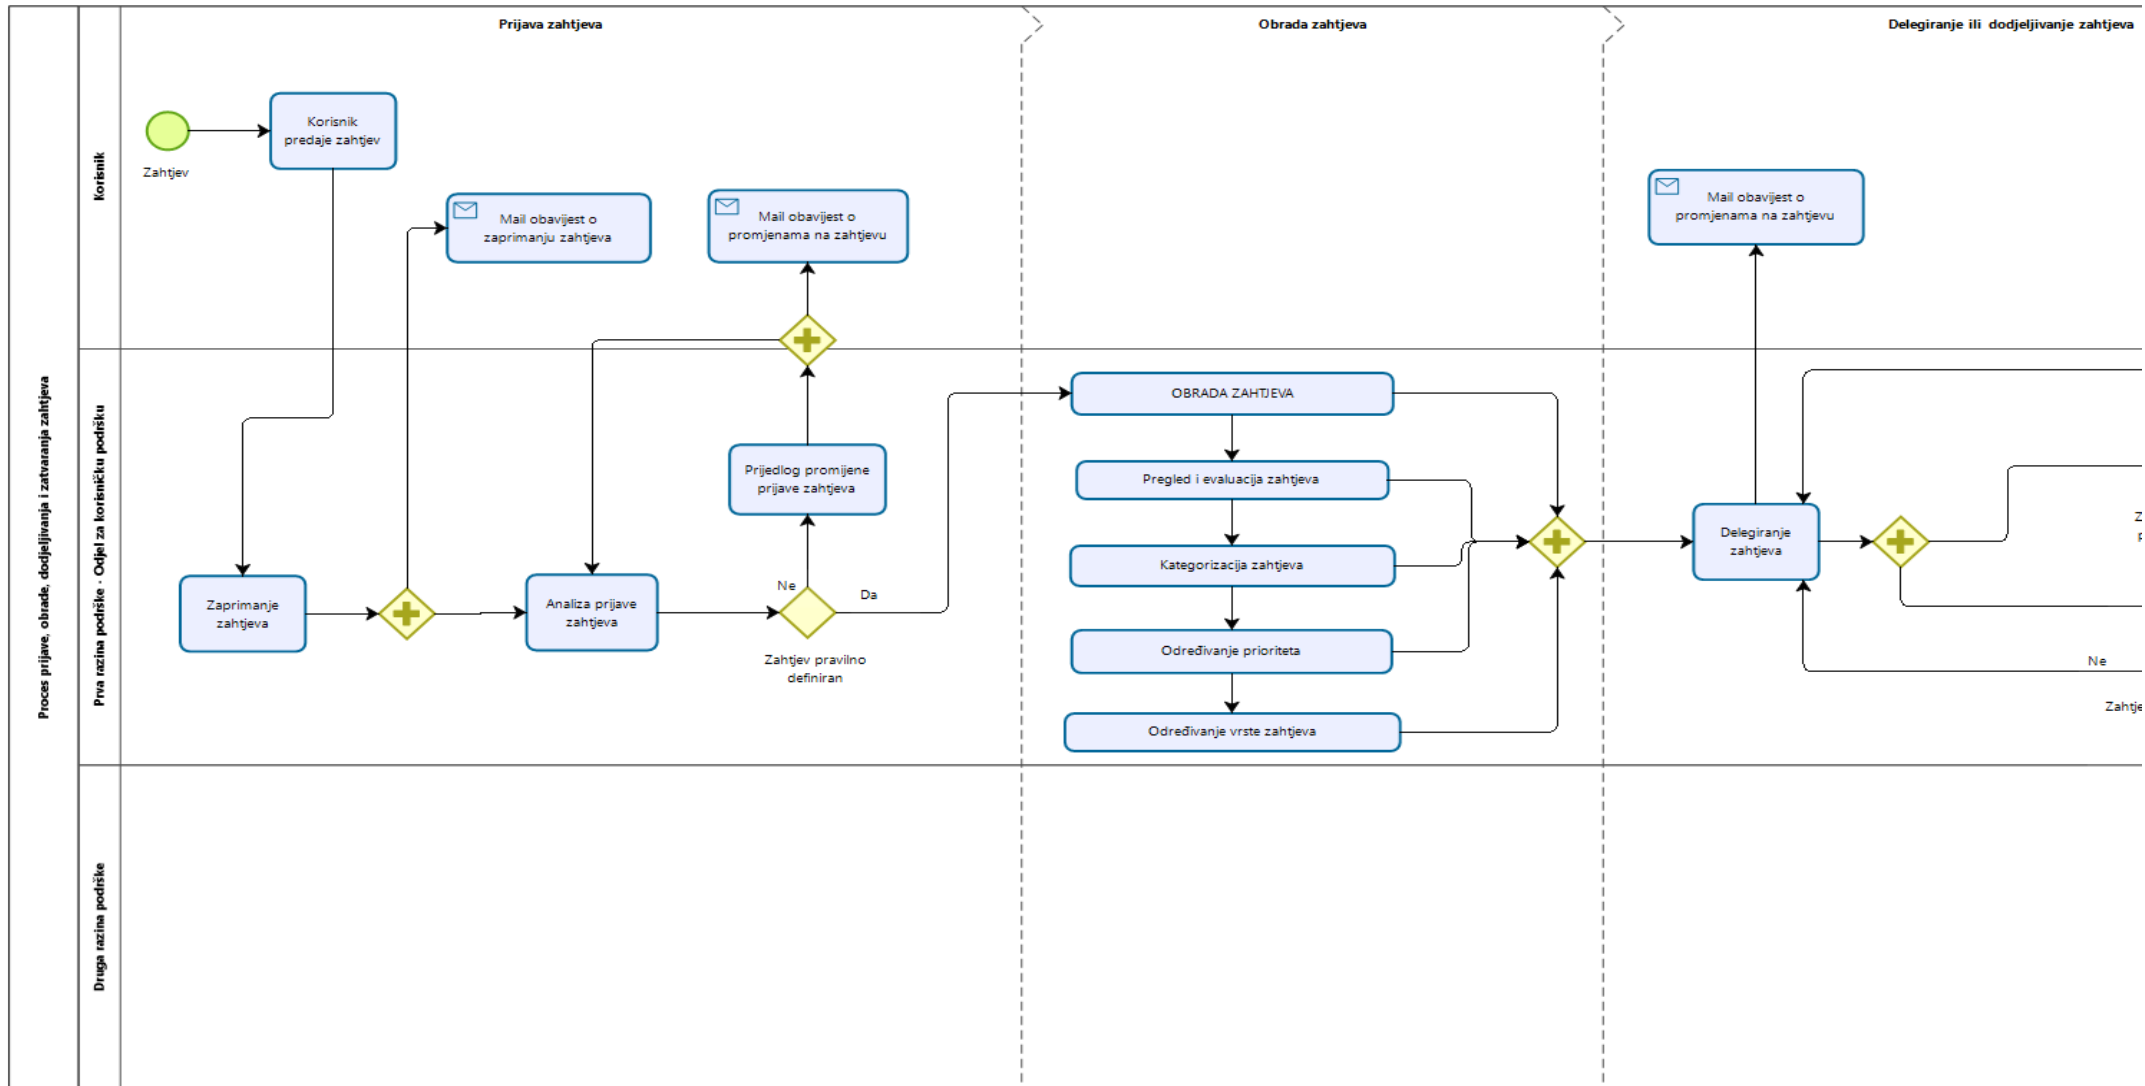 Prijava zahtjeva
Obrada zahtjeva
Delegiranje ili dodjeljivanje zahtjeva
Proces prijave, obrade, dodjeljivanja i zatvaranja zahtjeva
Korisnik
Zahtjev
Korisnik
predaje zahtjev
Mail obavijest o
zaprimanju zahtjeva
Mail obavijest o
promjenama na zahtjevu
Mail obavijest o
promjenama na zahtjevu
Prva razina podrške - Odjel za korisničku podršku
Zaprimanje
zahtjeva
Analiza prijave
zahtjeva
Prijedlog promijene
prijave zahtjeva
Ne
Da
Zahtjev pravilno
definiran
OBRADA ZAHTJEVA
Pregled i evaluacija zahtjeva
Kategorizacija zahtjeva
Određivanje prioriteta
Određivanje vrste zahtjeva
Delegiranje
zahtjeva
Ne
Druga razina podrške